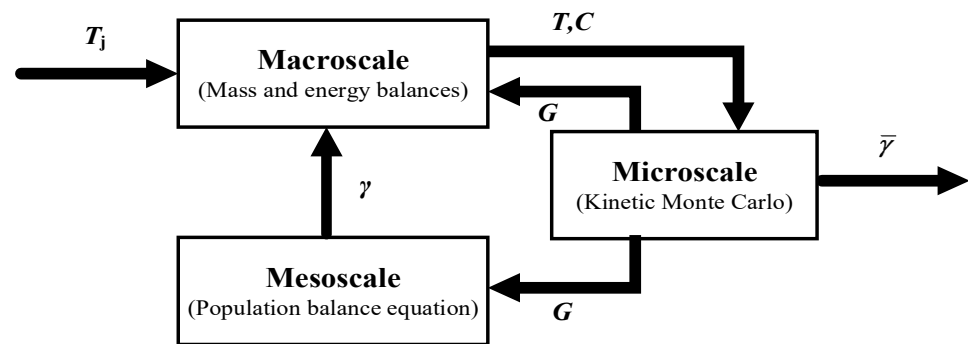 T_j
Macroscale
(Mass and energy balances)
T,C
G
Microscale
(Kinetic Monte Carlo)
γ̅
γ
Mesoscale
(Population balance equation)
G